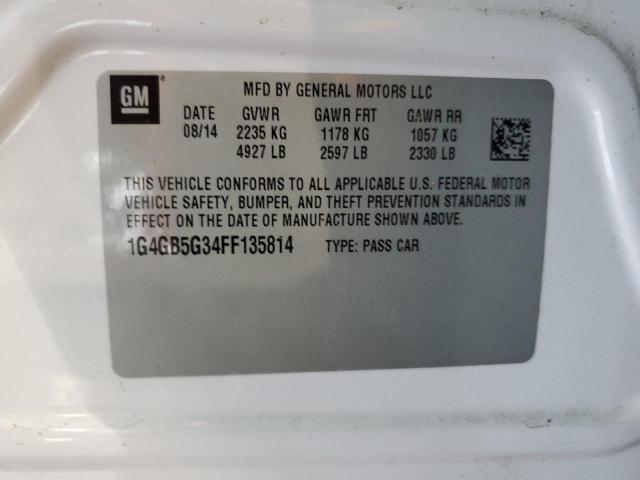 GM
MFD BY GENERAL MOTORS LLC
DATE GVWR GAWR FRT GAWR RR
08/14 2235 KG 1178 KG 1057 KG
4927 LB 2597 LB 2330 LB
THIS VEHICLE CONFORMS TO ALL APPLICABLE U.S. FEDERAL MOTOR
VEHICLE SAFETY, BUMPER, AND THEFT PREVENTION STANDARDS IN
EFFECT ON THE DATE OF MANUFACTURE SHOWN ABOVE.
1G4GB5G34FF135814 TYPE: PASS CAR